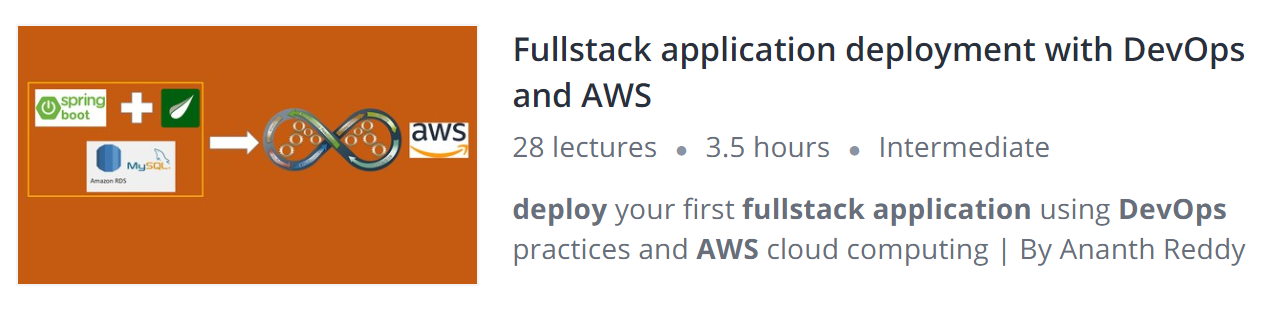 spring
boot
MySQL
Amazon RDS
aws
Fullstack application deployment with DevOps
and AWS
28 lectures • 3.5 hours • Intermediate
deploy your first fullstack application using DevOps
practices and AWS cloud computing | By Ananth Reddy